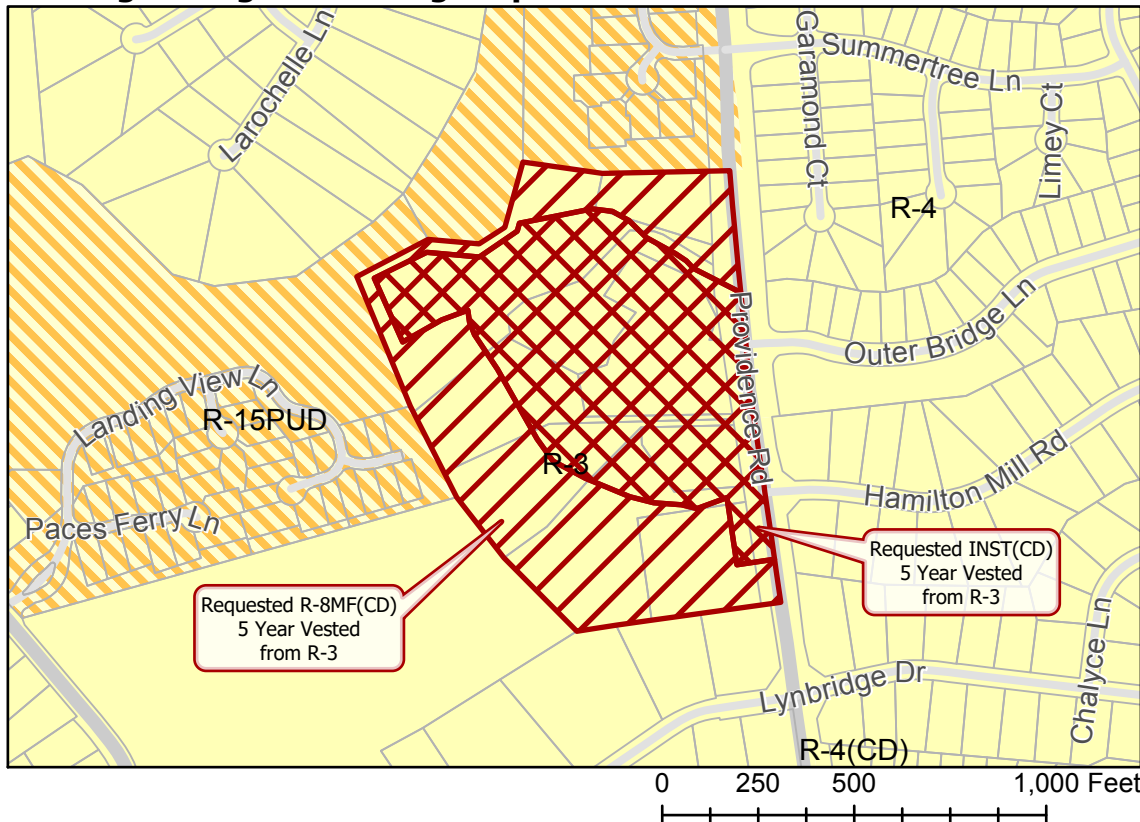 Larochelle Ln
Garamond Ct
Summertree Ln
Limey Ct
R-4
Outer Bridge Ln
Providence Rd
Landing View Ln
R-15PUD
R-3
Hamilton Mill Rd
Paces Ferry Ln
Requested R-8MF(CD)
5 Year Vested
from R-3
Requested INST(CD)
5 Year Vested
from R-3
Chalyce Ln
Lynbridge Dr
R-4(CD)
0 250 500 1,000 Feet